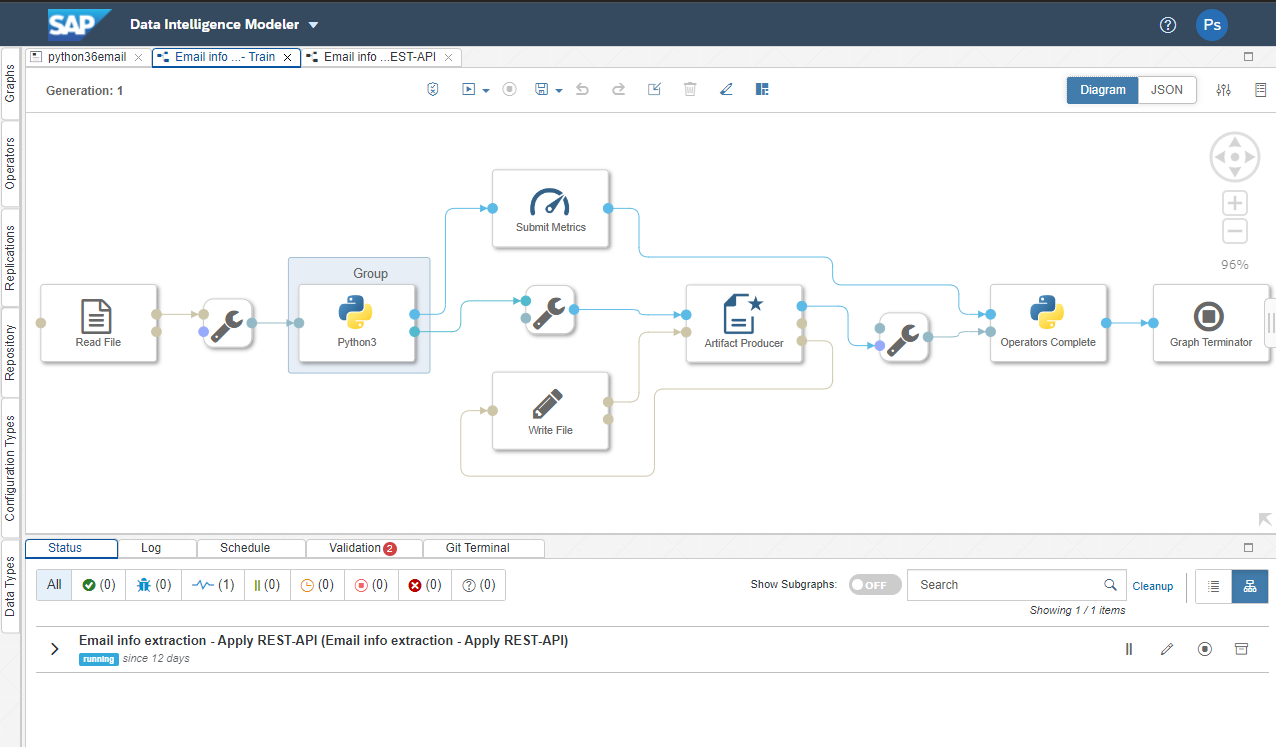 SAP Data Intelligence Modeler
Ps
python36email
Email info ...- Train
Email info ...EST-API
Generation: 1
Diagram
JSON
Graphs
Operators
Replications
Repository
Configuration Types
Data Types
96%
Submit Metrics
Group
Read File
Python3
Artifact Producer
Operators Complete
Graph Terminator
Write File
Status
Log
Schedule
Validation 2
Git Terminal
All
(0)
(0)
(1)
(0)
(0)
(0)
(0)
(0)
Show Subgraphs:
OFF
Search
Cleanup
Showing 1 / 1 items
Email info extraction - Apply REST-API (Email info extraction - Apply REST-API)
running since 12 days